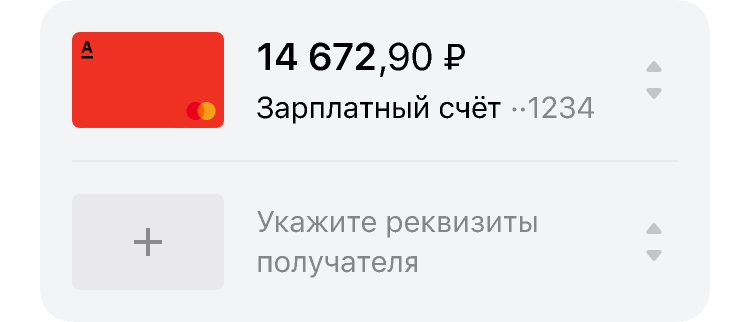 А
14 672,90 ₽
Зарплатный счёт ··1234
Укажите реквизиты
получателя